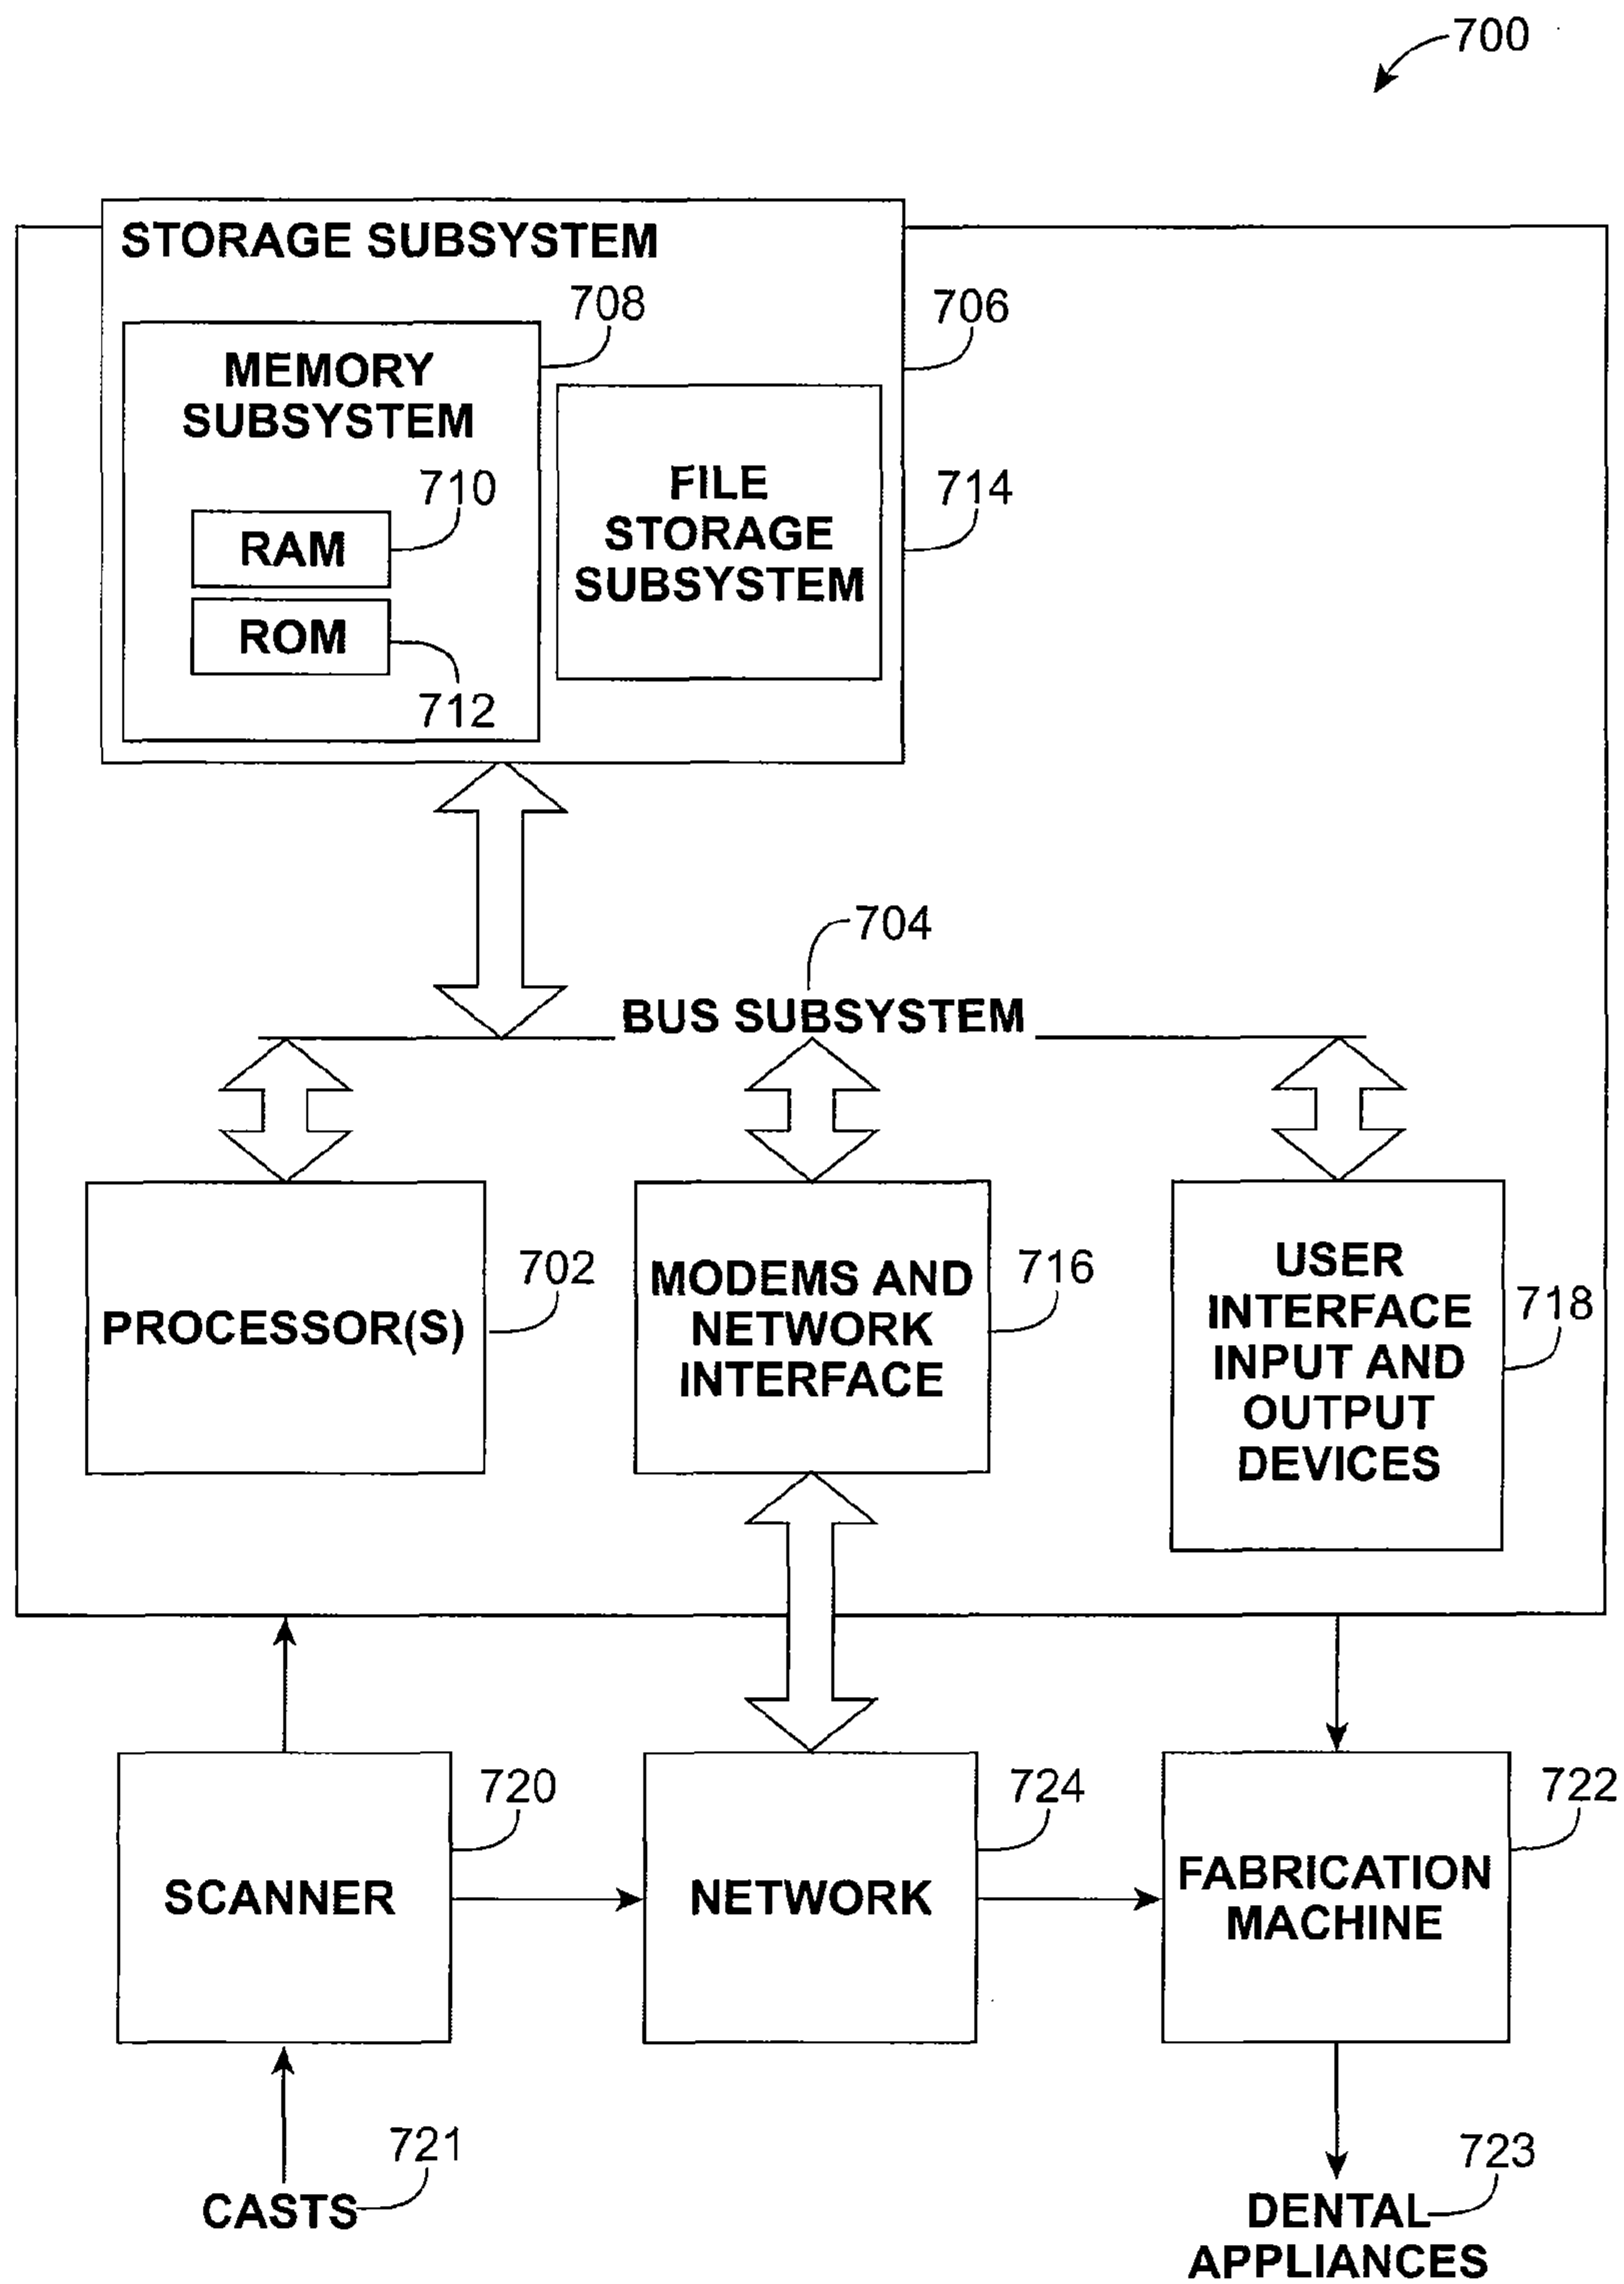 700
STORAGE SUBSYSTEM
708
706
MEMORY
SUBSYSTEM
710
RAM
ROM
712
FILE
STORAGE
SUBSYSTEM
714
704
BUS SUBSYSTEM
PROCESSOR(S)
702
MODEMS AND
NETWORK
INTERFACE
716
USER
INTERFACE
INPUT AND
OUTPUT
DEVICES
718
SCANNER
720
NETWORK
724
FABRICATION
MACHINE
722
CASTS
721
DENTAL
APPLIANCES
723